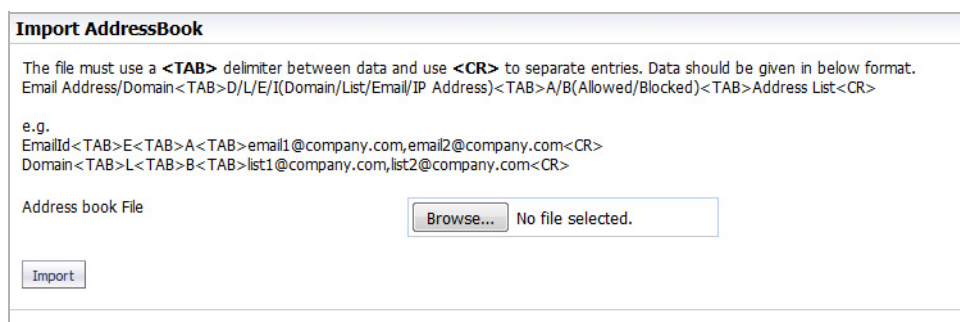 Import AddressBook
The file must use a <TAB> delimiter between data and use <CR> to separate entries. Data should be given in below format.
Email Address/Domain<TAB>D/L/E/I(Domain/List/Email/IP Address)<TAB>A/B(Allowed/Blocked)<TAB>Address List<CR>
e.g.
EmailId<TAB>E<TAB>A<TAB>email1@company.com,email2@company.com<CR>
Domain<TAB>L<TAB>B<TAB>list1@company.com,list2@company.com<CR>
Address book File
Browse... No file selected.
Import